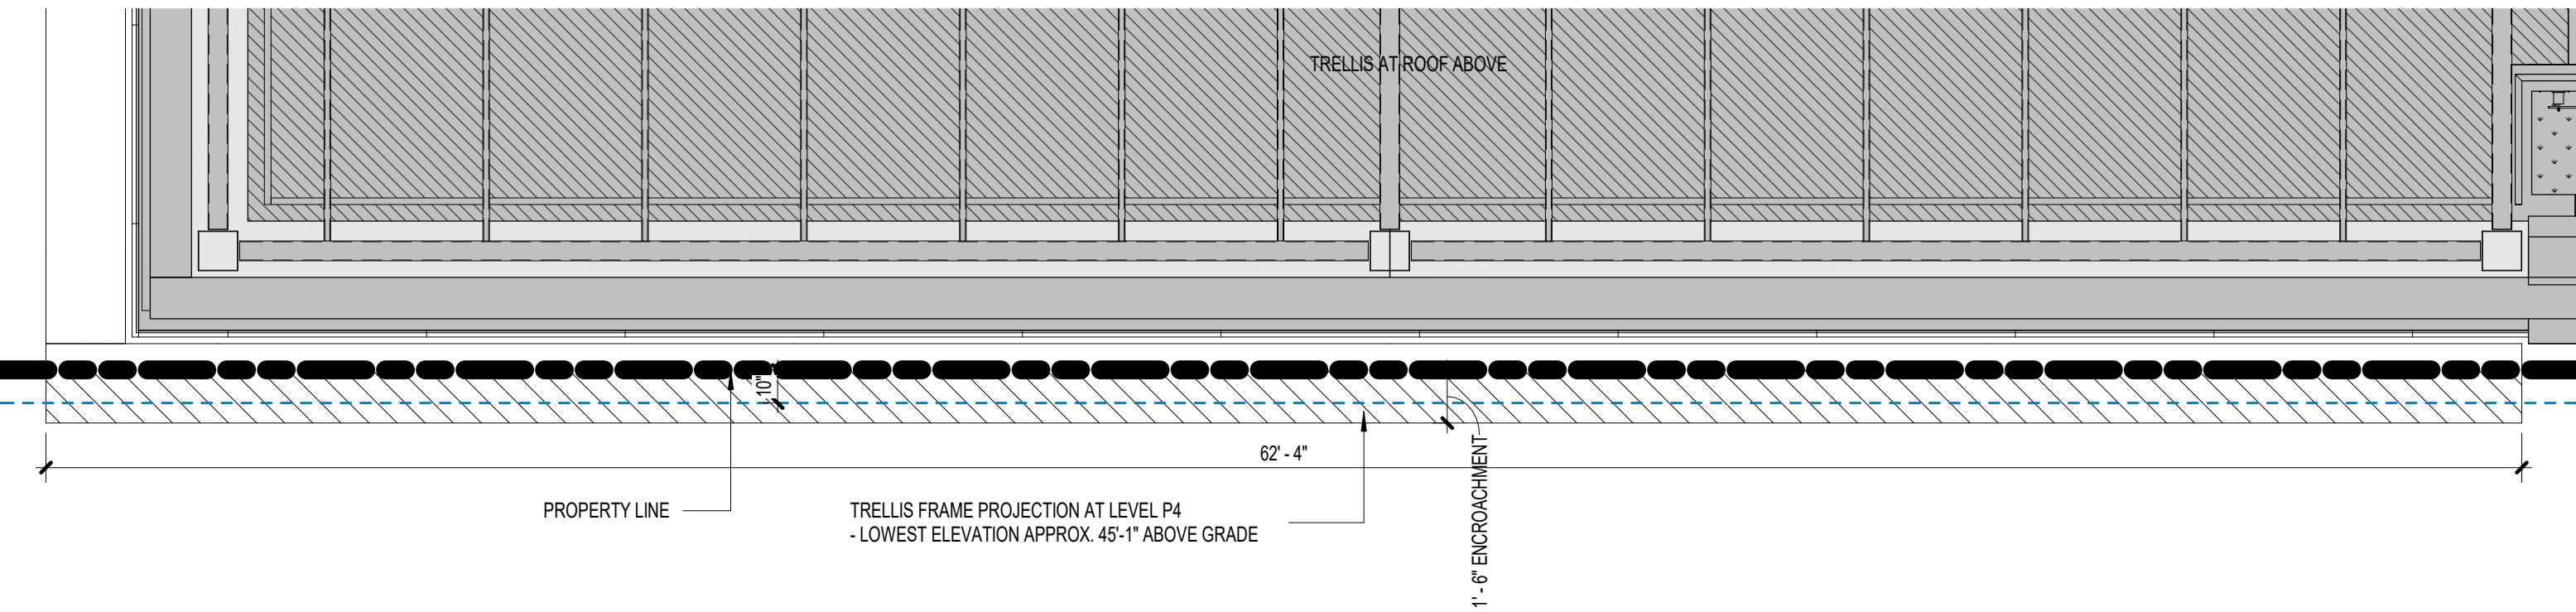 TRELLIS AT ROOF ABOVE
10"
62' - 4"
PROPERTY LINE
TRELLIS FRAME PROJECTION AT LEVEL P4
- LOWEST ELEVATION APPROX. 45'-1" ABOVE GRADE
1' - 6" ENCROACHMENT